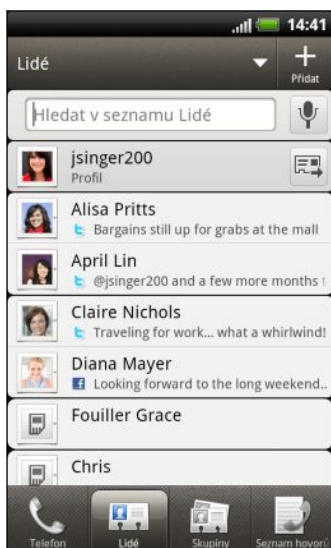 14:41
Lidé
Přidat
Hledat v seznamu Lidé
jsinger200
Profil
Alisa Pritts
Bargains still up for grabs at the mall
April Lin
@jsinger200 and a few more months
Claire Nichols
Traveling for work... what a whirlwind!
Diana Mayer
Looking forward to the long weekend..
Fouiller Grace
Chris
Telefon Lidé Skupiny Seznam hovorů